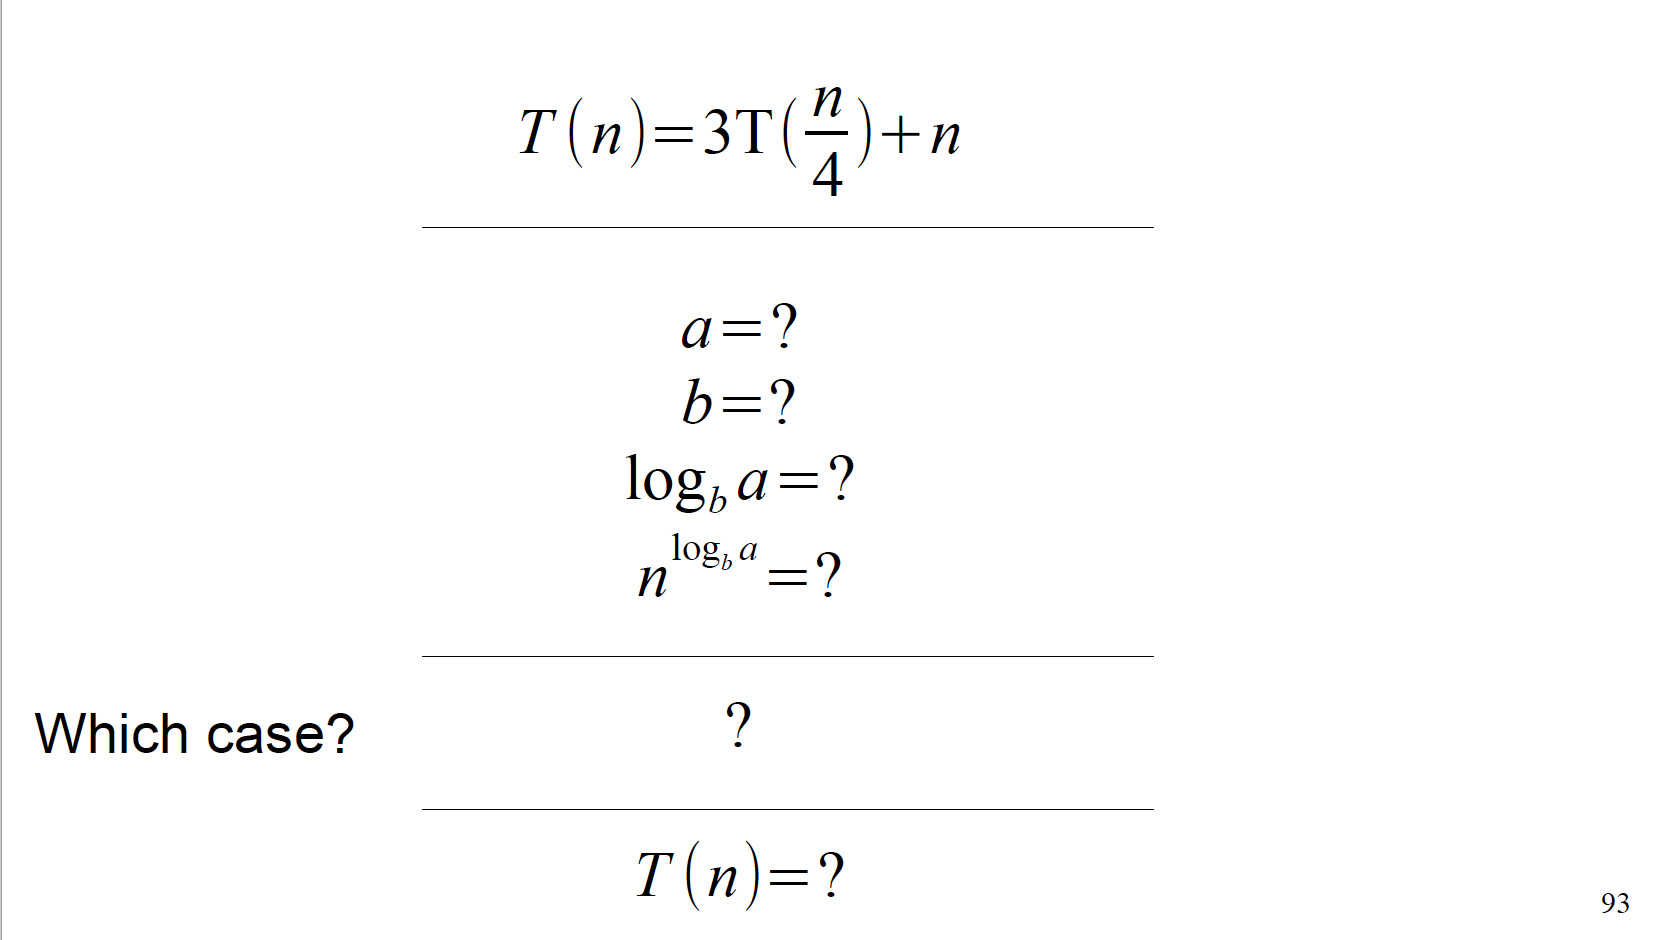 T(n)=3T(n/4)+n
a=?
b=?
log_b a=?
n^(log_b a)=?
Which case? ?
T(n)=?
93